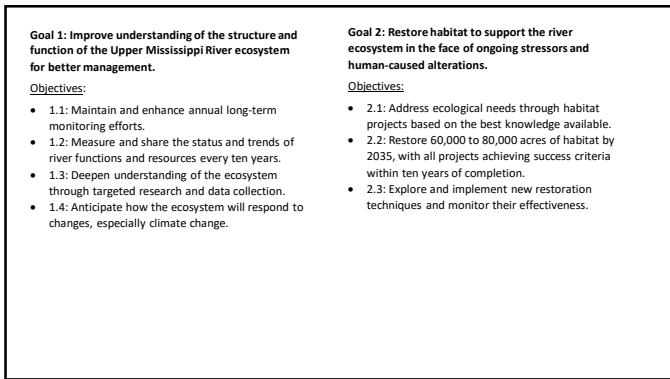 Goal 1: Improve understanding of the structure and
function of the Upper Mississippi River ecosystem
for better management.
Objectives:
• 1.1: Maintain and enhance annual long-term
monitoring efforts.
• 1.2: Measure and share the status and trends of
river functions and resources every ten years.
• 1.3: Deepen understanding of the ecosystem
through targeted research and data collection.
• 1.4: Anticipate how the ecosystem will respond to
changes, especially climate change.
Goal 2: Restore habitat to support the river
ecosystem in the face of ongoing stressors and
human-caused alterations.
Objectives:
• 2.1: Address ecological needs through habitat
projects based on the best knowledge available.
• 2.2: Restore 60,000 to 80,000 acres of habitat by
2035, with all projects achieving success criteria
within ten years of completion.
• 2.3: Explore and implement new restoration
techniques and monitor their effectiveness.